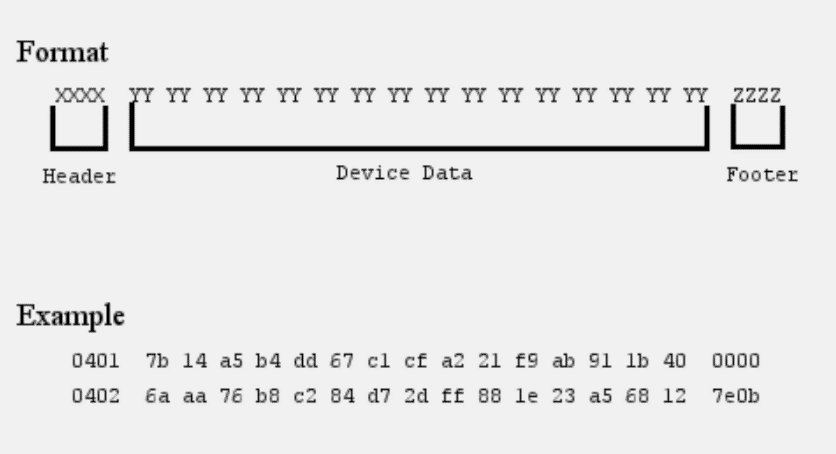 Format
XXXX YY YY YY YY YY YY YY YY YY YY YY YY YY YY YY YY ZZZZ
Header Device Data Footer
Example
0401 7b 14 a5 b4 dd 67 c1 cf a2 21 f9 ab 91 1b 40 0000
0402 6a aa 76 b8 c2 84 d7 2d ff 88 1e 23 a5 68 12 7e0b